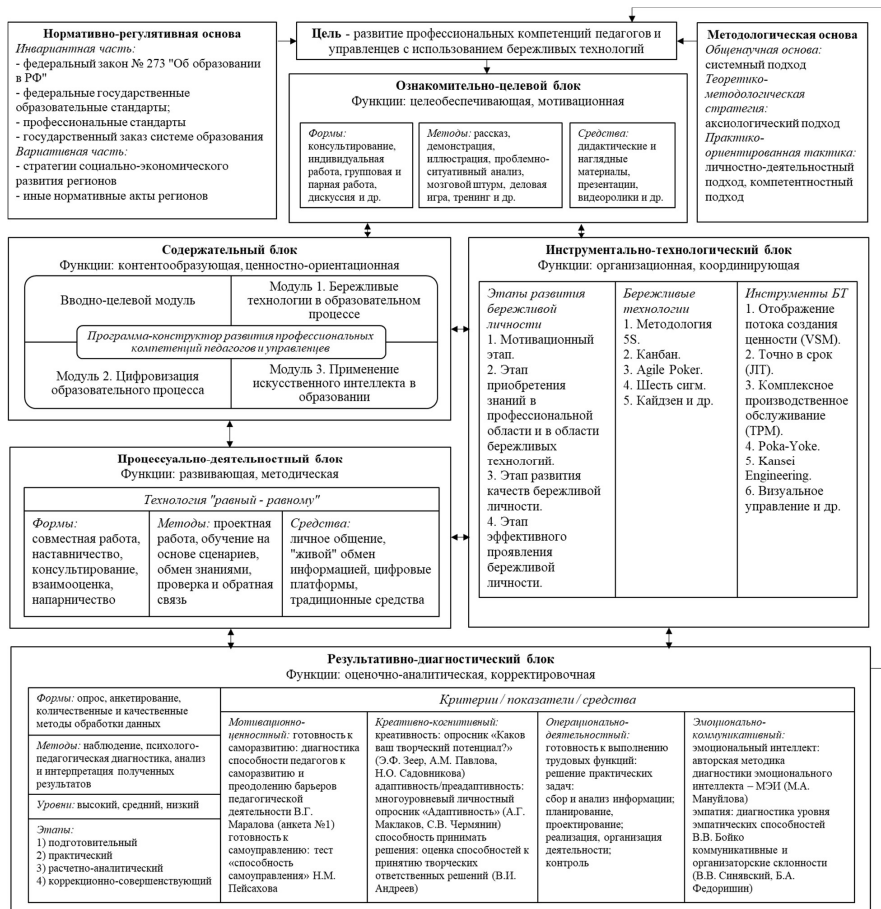 Нормативно-регулятивная основа
Инвариантная часть:
- федеральный закон № 273 "Об образовании
в РФ"
- федеральные государственные
образовательные стандарты;
- профессиональные стандарты
- государственный заказ системе образования
Вариативная часть:
- стратегии социально-экономического
развития регионов
- иные нормативные акты регионов
Цель - развитие профессиональных компетенций педагогов и
управленцев с использованием бережливых технологий
Методологическая основа
Общенаучная основа:
системный подход
Теоретико-
методологическая
стратегия:
аксиологический подход
Практико-
ориентированная тактика:
личностно-деятельностный
подход, компетентностный
подход
Ознакомительно-целевой блок
Функции: целеобеспечивающая, мотивационная
Формы:
консультирование,
индивидуальная
работа, групповая и
парная работа,
дискуссия и др.
Методы: рассказ,
демонстрация,
иллюстрация, проблемно-
ситуативный анализ,
мозговой штурм, деловая
игра, тренинг и др.
Средства:
дидактические и
наглядные
материалы,
презентации,
видеоролики и др.
Содержательный блок
Функции: контентообразующая, ценностно-ориентационная
Вводно-целевой модуль
Модуль 1. Бережливые
технологии в образовательном
процессе
Программа-конструктор развития профессиональных
компетенций педагогов и управленцев
Модуль 2. Цифровизация
образовательного процесса
Модуль 3. Применение
искусственного интеллекта в
образовании
Инструментально-технологический блок
Функции: организационная, координирующая
Этапы развития
бережливой
личности
1. Мотивационный
этап.
2. Этап
приобретения
знаний в
профессиональной
области и в области
бережливых
технологий.
3. Этап развития
качеств бережливой
личности.
4. Этап
эффективного
проявления
бережливой
личности.
Бережливые
технологии
1. Методология
5S.
2. Канбан.
3. Agile Poker.
4. Шесть сигм.
5. Кайдзен и др.
Инструменты БТ
1. Отображение
потока создания
ценности (VSM).
2. Точно в срок
(JIT).
3. Комплексное
производственное
обслуживание
(TPM).
4. Poka-Yoke.
5. Kansei
Engineering.
6. Визуальное
управление и др.
Процессуально-деятельностный блок
Функции: развивающая, методическая
Технология "равный - равному"
Формы:
совместная работа,
наставничество,
консультирование,
взаимооценка,
напарничество
Методы: проектная
работа, обучение на
основе сценариев,
обмен знаниями,
проверка и обратная
связь
Средства:
личное общение,
"живой" обмен
информацией, цифровые
платформы,
традиционные средства
Результативно-диагностический блок
Функции: оценочно-аналитическая, корректировочная
Формы: опрос, анкетирование,
количественные и качественные
методы обработки данных
Методы: наблюдение, психолого-
педагогическая диагностика, анализ
и интерпретация полученных
результатов
Уровни: высокий, средний, низкий
Этапы:
1) подготовительный
2) практический
3) расчетно-аналитический
4) коррекционно-совершенствующий
Критерии / показатели / средства
Мотивационно-
ценностный: готовность к
саморазвитию: диагностика
способности педагогов к
саморазвитию и
преодолению барьеров
педагогической
деятельности В.Г.
Маралова (анкета №1)
готовность к
самоуправлению: тест
«способность
самоуправления» Н.М.
Пейсахова
Креативно-когнитивный:
креативность: опросник «Каков
ваш творческий потенциал?»
(Э.Ф. Зеер, А.М. Павлова,
Н.О. Садовникова)
адаптивность/преадаптивность:
многоуровневый личностный
опросник «Адаптивность» (А.Г.
Маклаков, С.В. Чермянин)
способность принимать
решения: оценка способностей к
принятию творческих
ответственных решений (В.И.
Андреев)
Операционально-
деятельностный:
готовность к выполнению
трудовых функций:
решение практических
задач:
сбор и анализ информации;
планирование,
проектирование;
реализация, организация
деятельности;
контроль
Эмоционально-
коммуникативный:
эмоциональный интеллект:
авторская методика
диагностики эмоционального
интеллекта – МЭИ (М.А.
Мануйлова)
эмпатия: диагностика уровня
эмпатических способностей
В.В. Бойко
коммуникативные и
организаторские склонности
(В.В. Синявский, Б.А.
Федоришин)